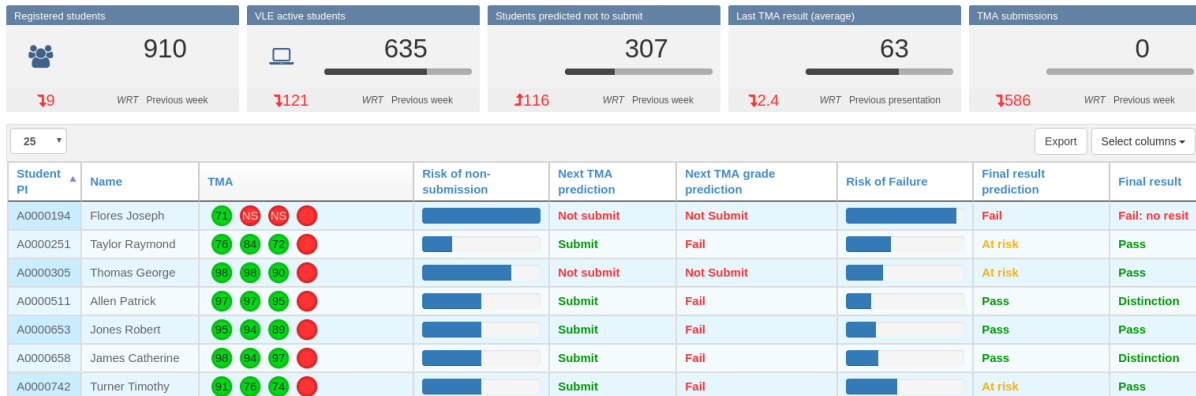 Registered students
910
9 WRT Previous week
VLE active students
635
121 WRT Previous week
Students predicted not to submit
307
116 WRT Previous week
Last TMA result (average)
63
2.4 WRT Previous presentation
TMA submissions
0
586 WRT Previous week
25
Export
Select columns
Student PI Name TMA Risk of non-submission Next TMA prediction Next TMA grade prediction Risk of Failure Final result prediction Final result
A0000194 Flores Joseph 71 NS NS Not submit Not Submit Fail Fail: no resit
A0000251 Taylor Raymond 76 84 72 Submit Fail At risk Pass
A0000305 Thomas George 98 98 90 Not submit Not Submit At risk Pass
A0000511 Allen Patrick 97 97 95 Submit Fail Pass Distinction
A0000653 Jones Robert 95 94 89 Submit Fail Pass Pass
A0000658 James Catherine 98 94 97 Submit Fail Pass Distinction
A0000742 Turner Timothy 91 76 74 Submit Fail At risk Pass